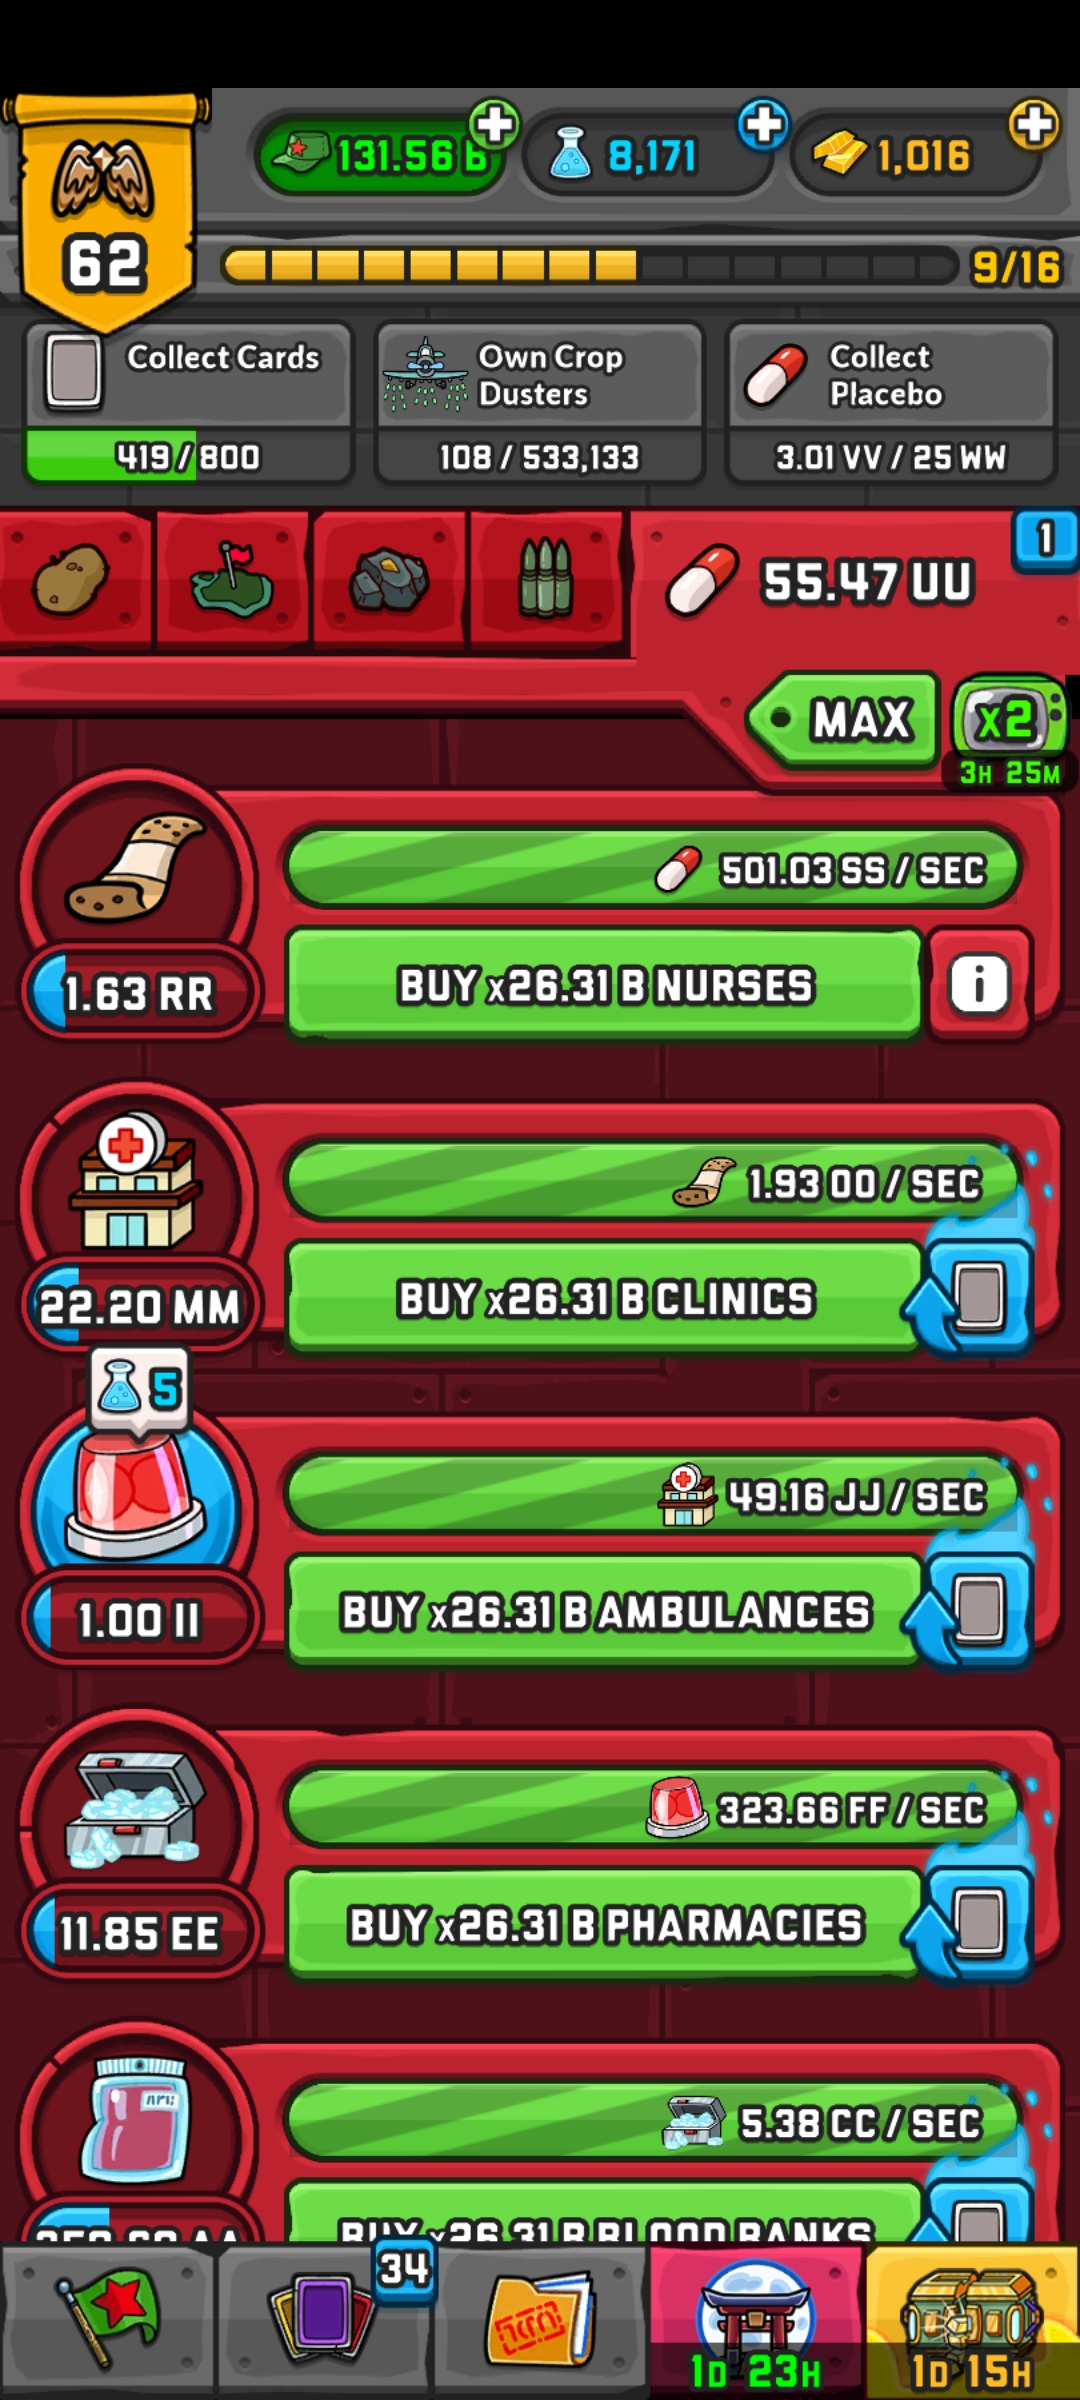 131.56 B
8,171
1,016
62
9/16
Collect Cards
419 / 800
Own Crop
Dusters
108 / 533,133
Collect
Placebo
3.01 VV / 25 WW
55.47 UU
1
MAX
x2
3H 25M
501.03 SS / SEC
1.63 RR
BUY x26.31 B NURSES
i
1.93 OO / SEC
22.20 MM
BUY x26.31 B CLINICS
5
49.16 JJ / SEC
1.00 II
BUY x26.31 B AMBULANCES
323.66 FF / SEC
11.85 EE
BUY x26.31 B PHARMACIES
5.38 CC / SEC
BUY x26.31 B BLOOD BANKS
34
1D 23H
1D 15H